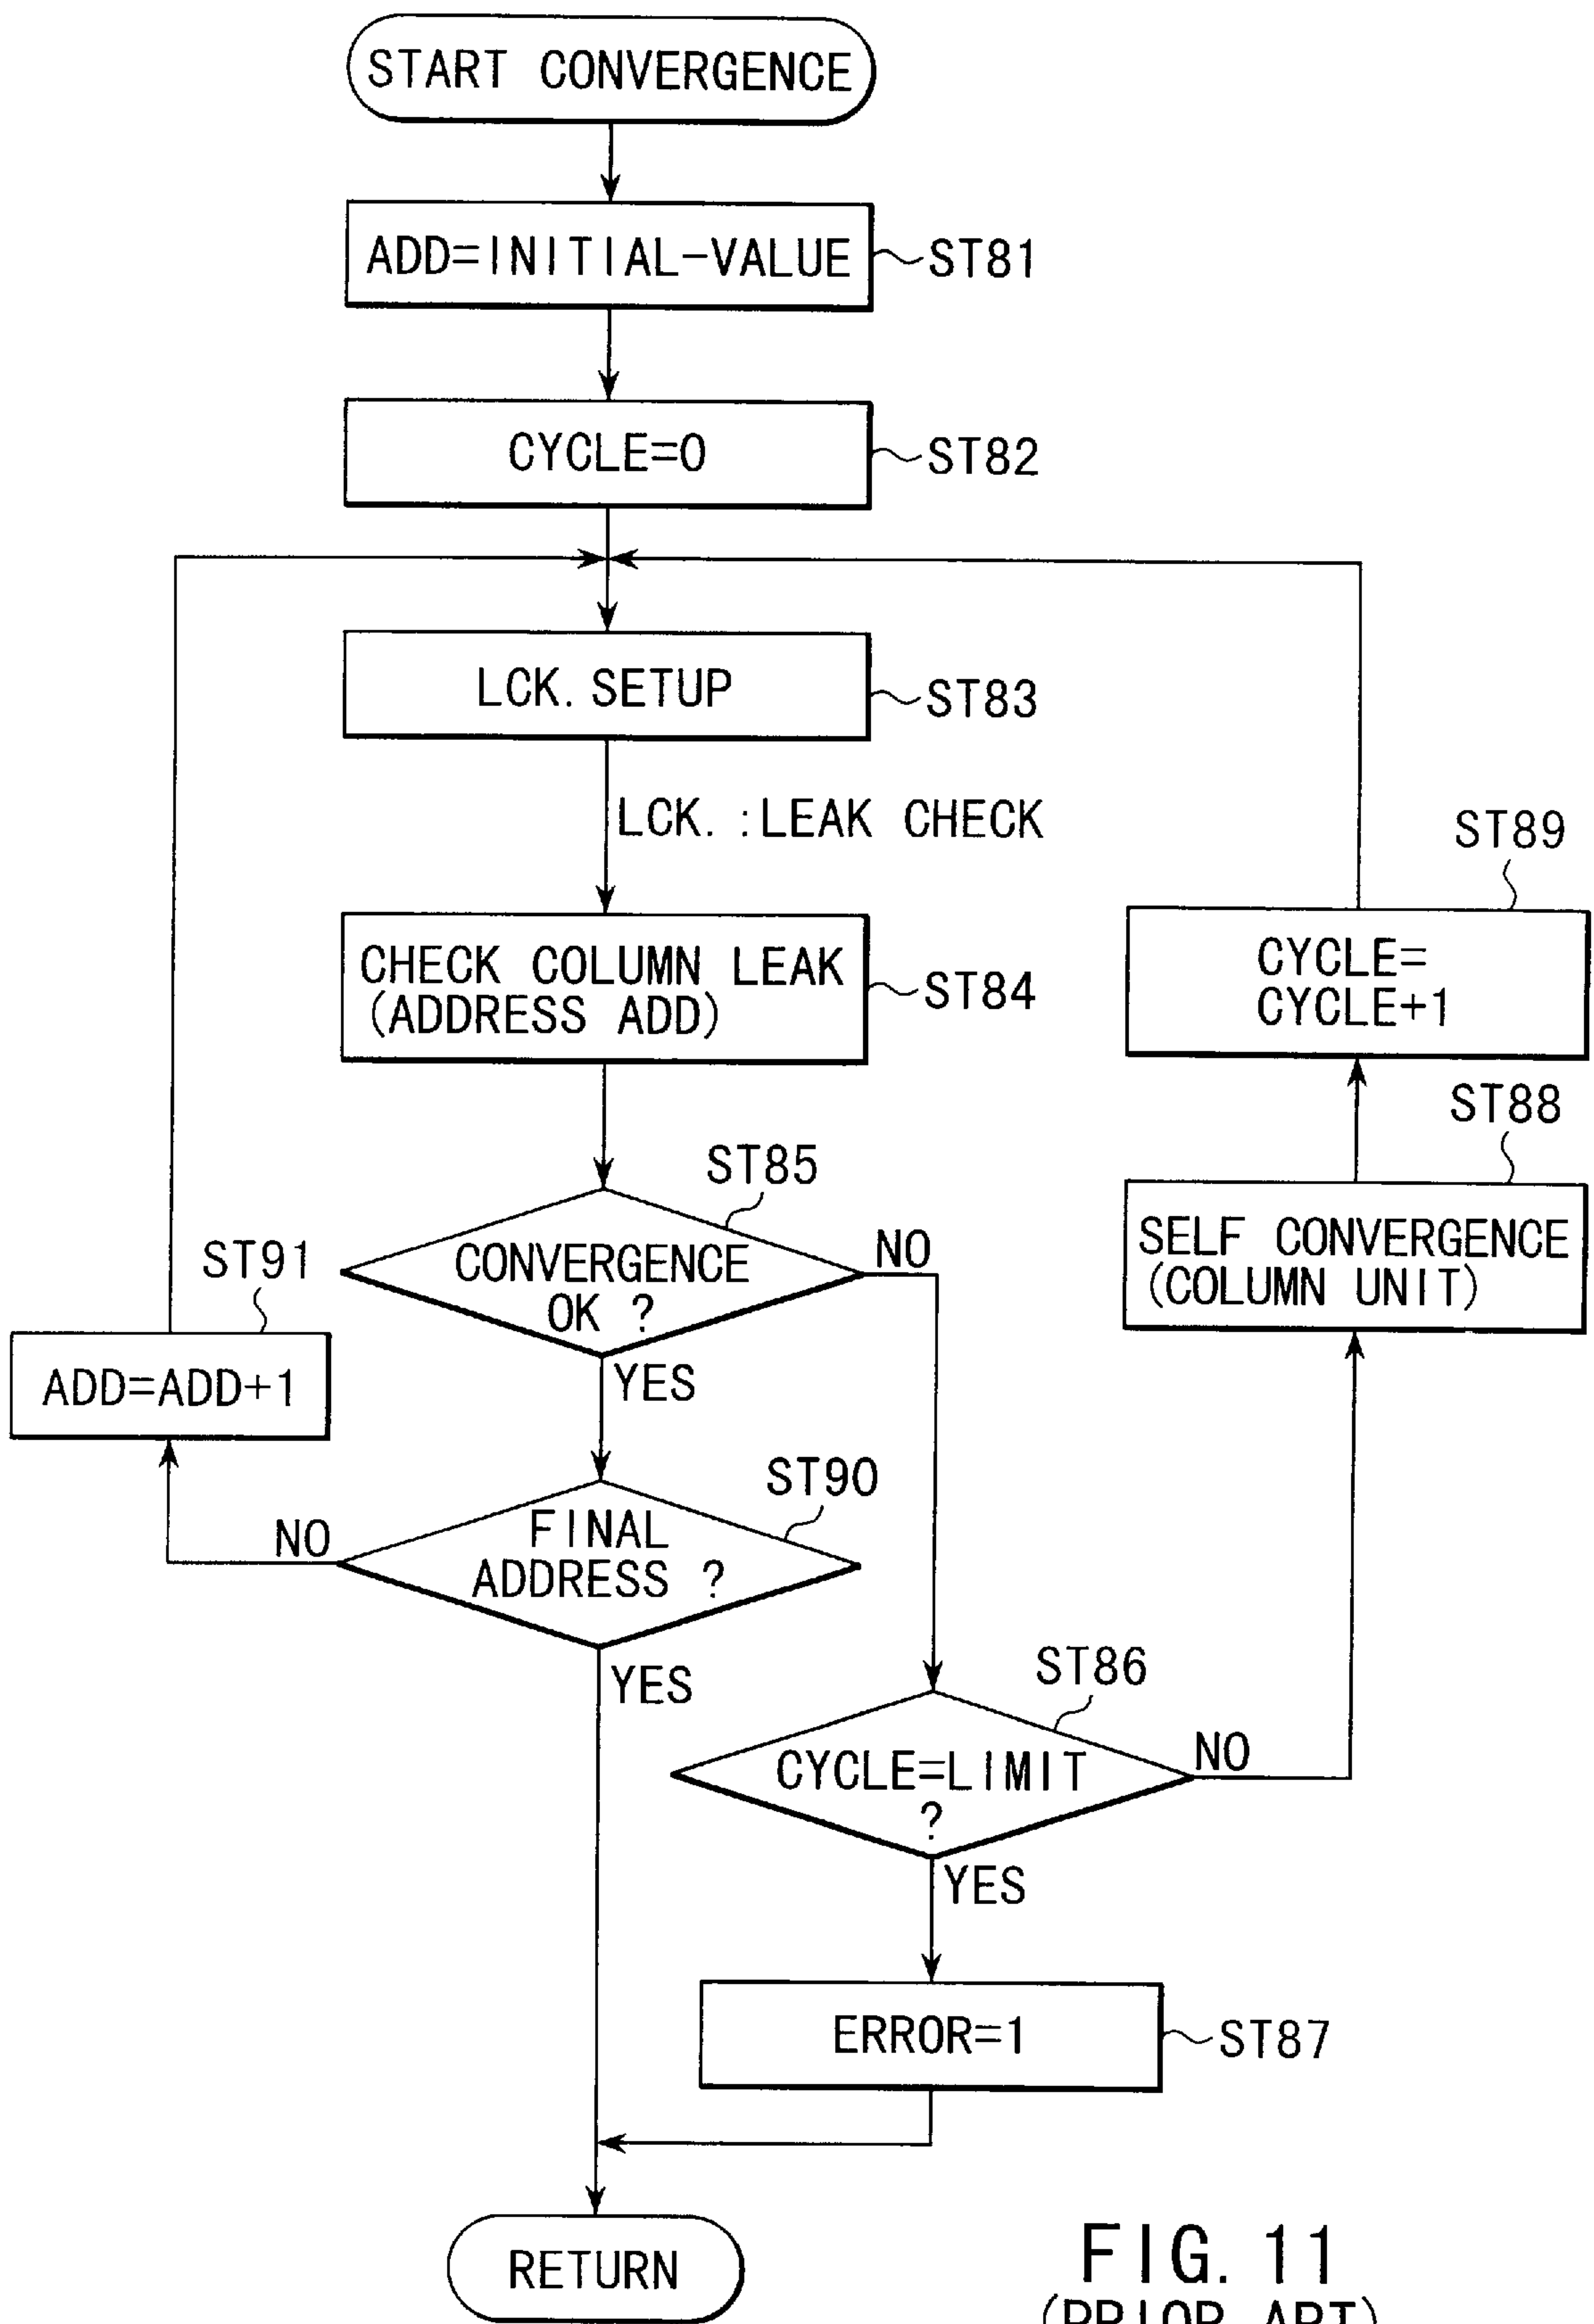 START CONVERGENCE
ADD=INITIAL-VALUE
ST81
CYCLE=0
ST82
LCK. SETUP
ST83
LCK. :LEAK CHECK
ST89
CHECK COLUMN LEAK
(ADDRESS ADD)
ST84
CYCLE=
CYCLE+1
ST88
ST85
SELF CONVERGENCE
(COLUMN UNIT)
ST91
CONVERGENCE
OK ?
NO
YES
ADD=ADD+1
ST90
NO
FINAL
ADDRESS ?
YES
ST86
CYCLE=LIMIT
?
NO
YES
ERROR=1
ST87
RETURN
FIG. 11
(PRIOR ART)